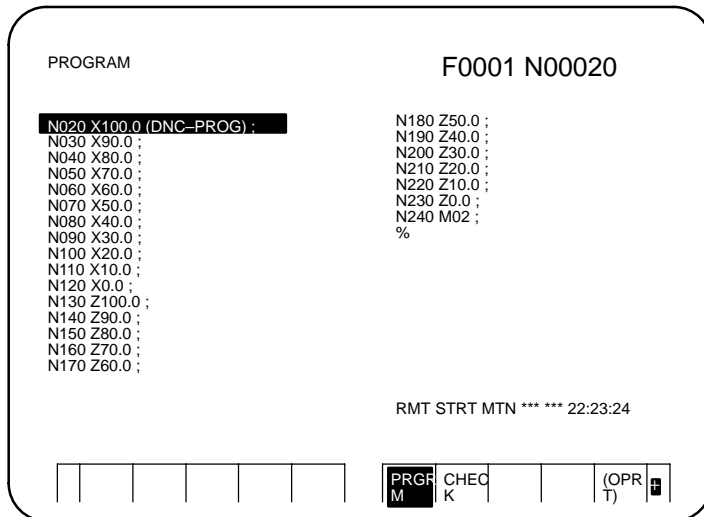 PROGRAM
F0001 N00020
N020 X100.0 (DNC–PROG) ;
N030 X90.0 ;
N040 X80.0 ;
N050 X70.0 ;
N060 X60.0 ;
N070 X50.0 ;
N080 X40.0 ;
N090 X30.0 ;
N100 X20.0 ;
N110 X10.0 ;
N120 X0.0 ;
N130 Z100.0 ;
N140 Z90.0 ;
N150 Z80.0 ;
N160 Z70.0 ;
N170 Z60.0 ;
N180 Z50.0 ;
N190 Z40.0 ;
N200 Z30.0 ;
N210 Z20.0 ;
N220 Z10.0 ;
N230 Z0.0 ;
N240 M02 ;
%
RMT STRT MTN *** *** 22:23:24
PRGR
M
CHEC
K
(OPR
T)
+